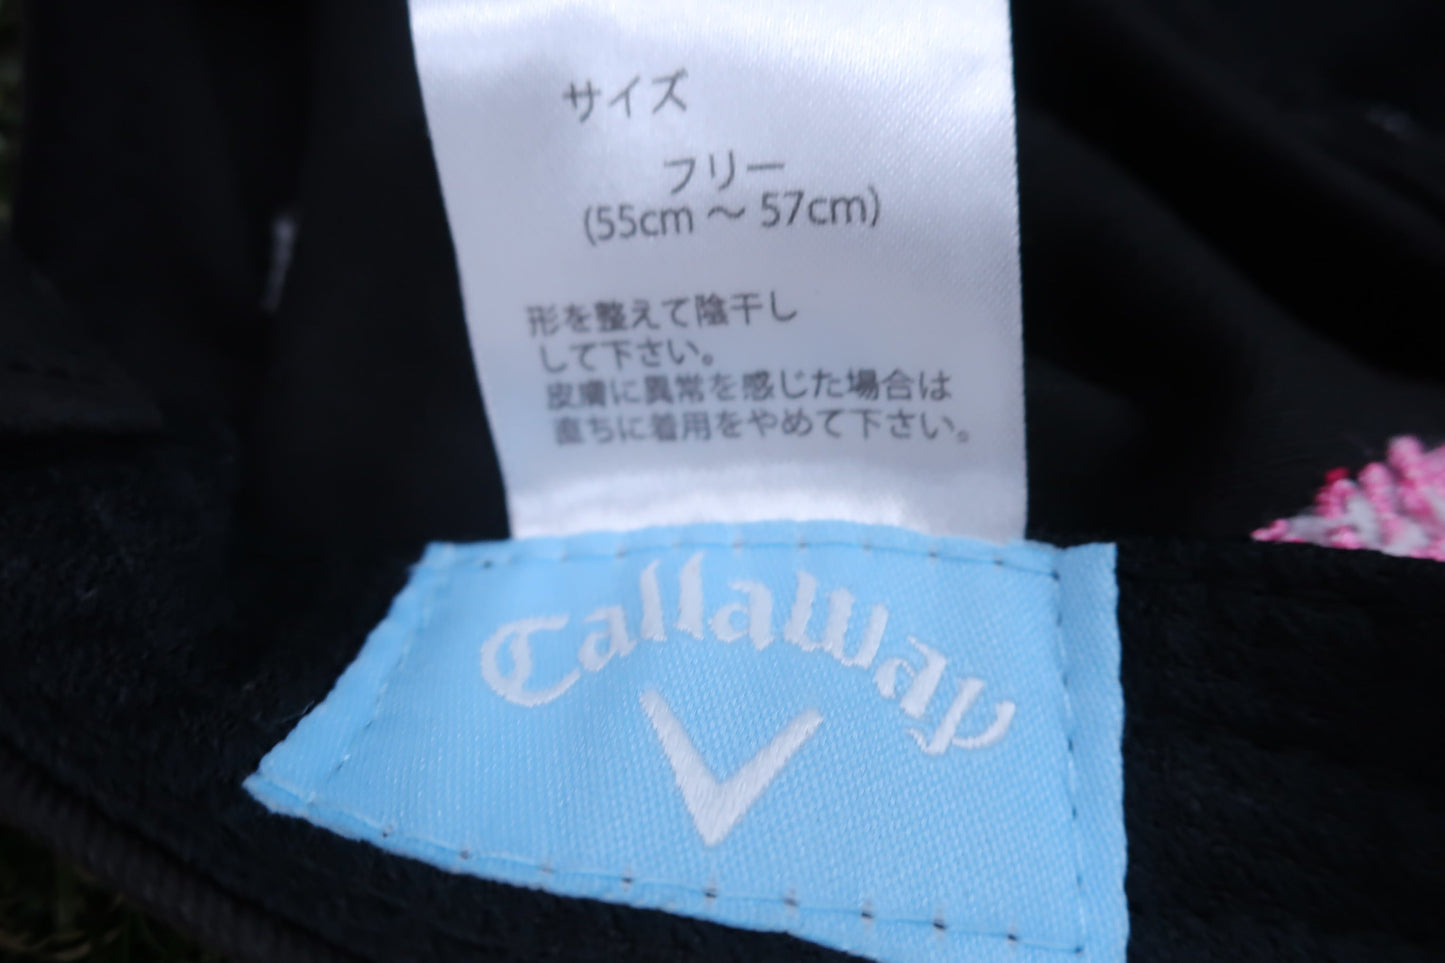 サイズ
フリー
(55cm ～ 57cm)
形を整えて陰干し
して下さい。
皮膚に異常を感じた場合は
直ちに着用をやめて下さい。
Callaway